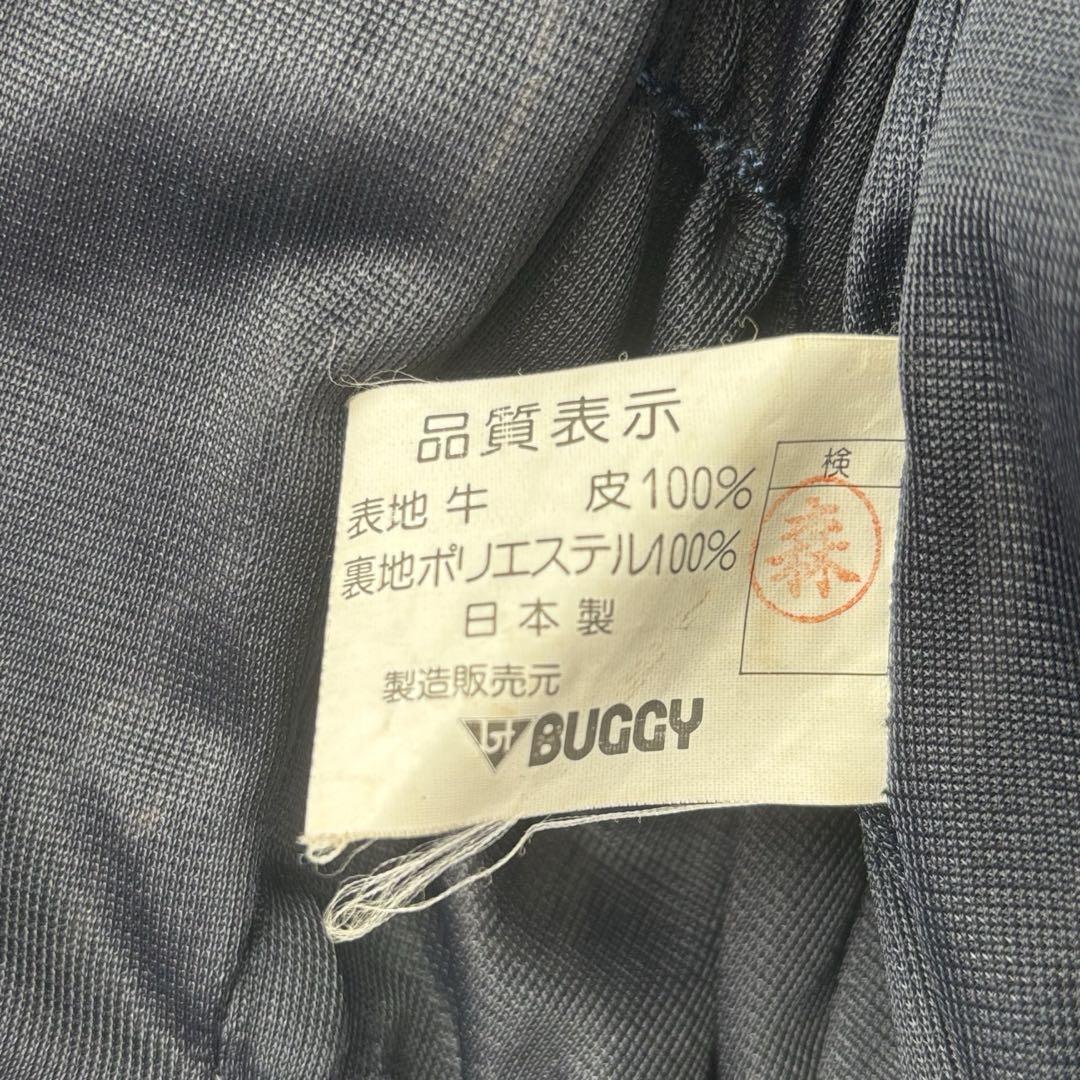 品質表示
表地 牛 皮100%
裏地ポリエステル100%
日本製
製造販売元
BUGGY
検
森